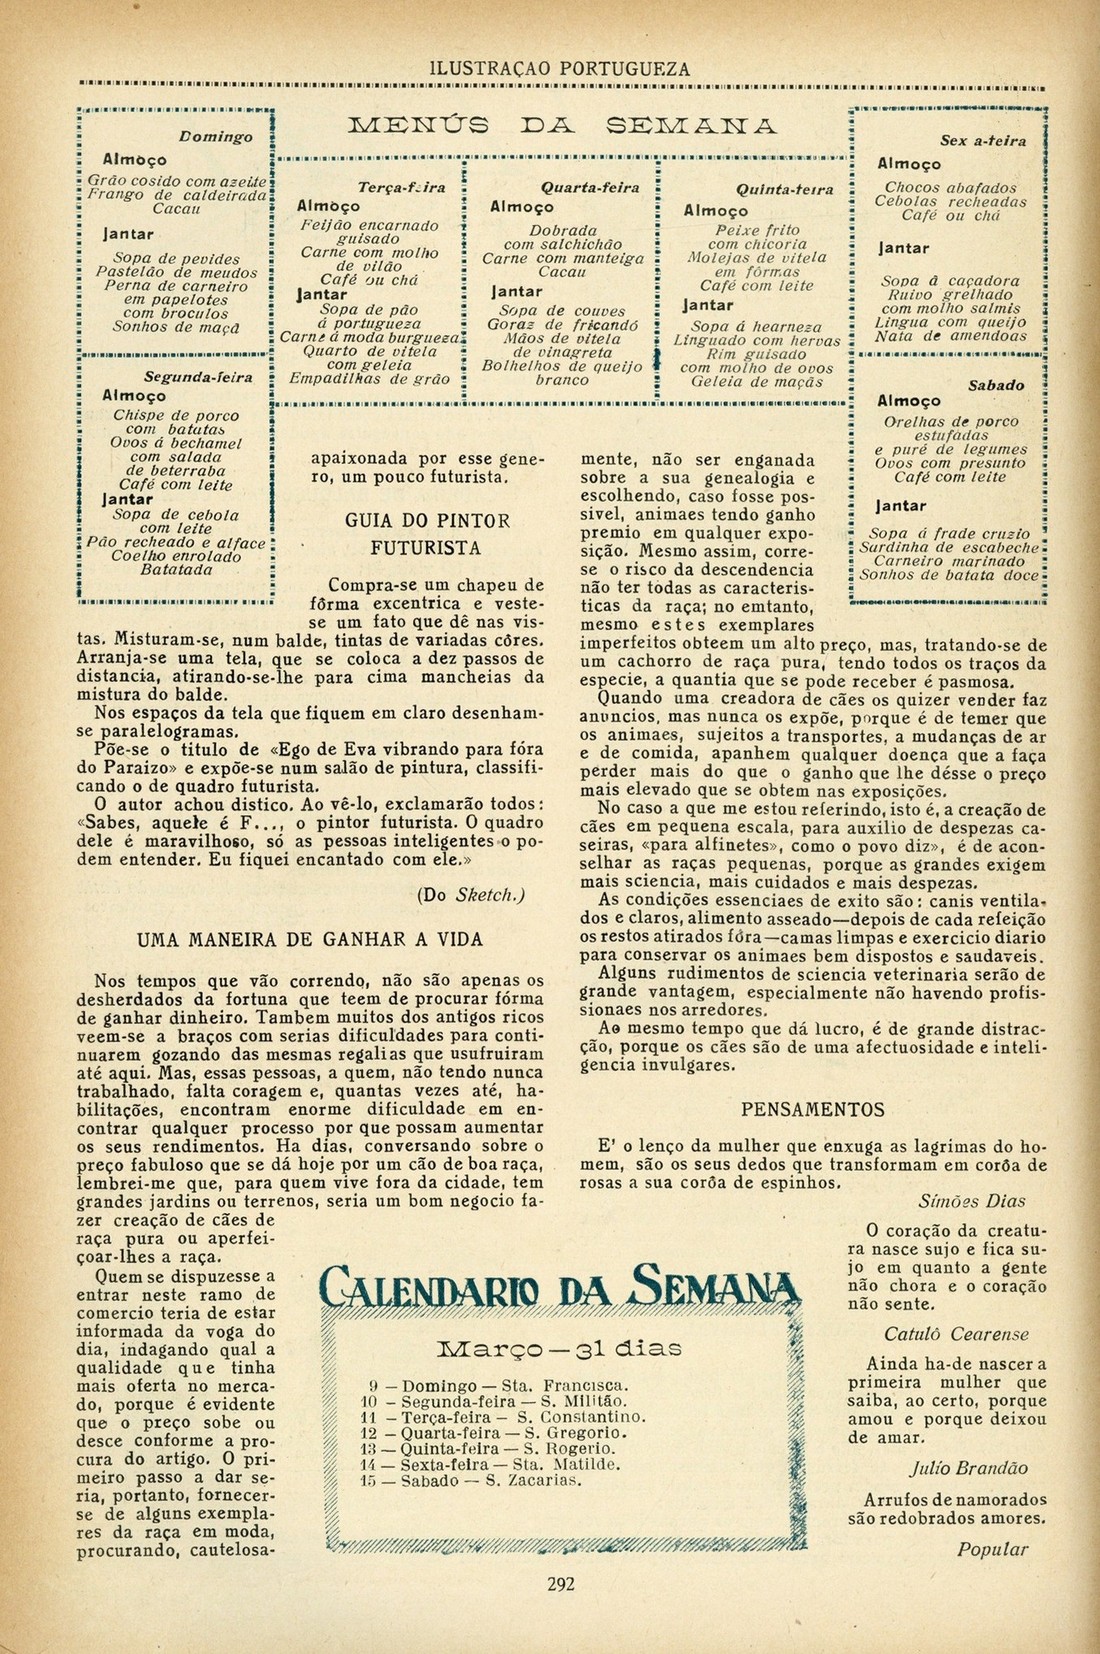 ILUSTRAÇAO PORTUGUEZA
MENÚS DA SEMANA
Domingo
Almoço
Grão cosido com azeite
Frango de caldeirada
Cacau
Jantar
Sopa de pevides
Pastelão de meudos
Perna de carneiro
em papelotes
com broculos
Sonhos de maçã
Segunda-feira
Almoço
Chispe de porco
com batatas
Ovos á bechamel
com salada
de beterraba
Café com leite
Jantar
Sopa de cebola
com leite
Pão recheado e alface
Coelho enrolado
Batatada
Terça-feira
Almoço
Feijão encarnado
guisado
Carne com molho
de vilão
Café ou chá
Jantar
Sopa de pão
á portugueza
Carne á moda burgueza
Quarto de vitela
com geleia
Empadilhas de grão
Quarta-feira
Almoço
Dobrada
com salchichão
Carne com manteiga
Cacau
Jantar
Sopa de couves
Goraz de fricandó
Mãos de vitela
de vinagreta
Bolhelhos de queijo
branco
Quinta-feira
Almoço
Peixe frito
com chicoria
Molejas de vitela
em fôrmas
Café com leite
Jantar
Sopa á hearneza
Linguado com hervas
Rim guisado
com molho de ovos
Geleia de maçãs
Sex a-feira
Almoço
Chocos abafados
Cebolas recheadas
Café ou chá
Jantar
Sopa á caçadora
Ruivo grelhado
com molho salmis
Lingua com queijo
Nata de amendoas
Sabado
Almoço
Orelhas de porco
estufadas
e puré de legumes
Ovos com presunto
Café com leite
Jantar
Sopa á frade cruzio
Sardinha de escabeche
Carneiro marinado
Sonhos de batata doce
apaixonada por esse gene-
ro, um pouco futurista.
GUIA DO PINTOR
FUTURISTA
Compra-se um chapeu de
fôrma excentrica e veste-
se um fato que dê nas vis-
tas. Misturam-se, num balde, tintas de variadas côres.
Arranja-se uma tela, que se coloca a dez passos de
distancia, atirando-se-lhe para cima mancheias da
mistura do balde.
Nos espaços da tela que fiquem em claro desenham-
se paralelogramas.
Põe-se o titulo de «Ego de Eva vibrando para fóra
do Paraizo» e expõe-se num salão de pintura, classifi-
cando o de quadro futurista.
O autor achou distico. Ao vê-lo, exclamarão todos:
«Sabes, aquele é F..., o pintor futurista. O quadro
dele é maravilhoso, só as pessoas inteligentes o po-
dem entender. Eu fiquei encantado com ele.»
(Do Sketch.)
UMA MANEIRA DE GANHAR A VIDA
Nos tempos que vão correndo, não são apenas os
desherdados da fortuna que teem de procurar fórma
de ganhar dinheiro. Tambem muitos dos antigos ricos
veem-se a braços com serias dificuldades para conti-
nuarem gozando das mesmas regalias que usufruiram
até aqui. Mas, essas pessoas, a quem, não tendo nunca
trabalhado, falta coragem e, quantas vezes até, ha-
bilitações, encontram enorme dificuldade em en-
contrar qualquer processo por que possam aumentar
os seus rendimentos. Ha dias, conversando sobre o
preço fabuloso que se dá hoje por um cão de boa raça,
lembrei-me que, para quem vive fora da cidade, tem
grandes jardins ou terrenos, seria um bom negocio fa-
zer creação de cães de
raça pura ou aperfei-
çoar-lhes a raça.
Quem se dispuzesse a
entrar neste ramo de
comercio teria de estar
informada da voga do
dia, indagando qual a
qualidade que tinha
mais oferta no merca-
do, porque é evidente
que o preço sobe ou
desce conforme a pro-
cura do artigo. O pri-
meiro passo a dar se-
ria, portanto, fornecer-
se de alguns exempla-
res da raça em moda,
procurando, cautelosa-
mente, não ser enganada
sobre a sua genealogia e
escolhendo, caso fosse pos-
sivel, animaes tendo ganho
premio em qualquer expo-
sição. Mesmo assim, corre-
se o risco da descendencia
não ter todas as caracteris-
ticas da raça; no emtanto,
mesmo estes exemplares
imperfeitos obteem um alto preço, mas, tratando-se de
um cachorro de raça pura, tendo todos os traços da
especie, a quantia que se pode receber é pasmosa.
Quando uma creadora de cães os quizer vender faz
anuncios, mas nunca os expõe, porque é de temer que
os animaes, sujeitos a transportes, a mudanças de ar
e de comida, apanhem qualquer doença que a faça
perder mais do que o ganho que lhe désse o preço
mais elevado que se obtem nas exposições.
No caso a que me estou referindo, isto é, a creação de
cães em pequena escala, para auxilio de despezas ca-
seiras, «para alfinetes», como o povo diz», é de acon-
selhar as raças pequenas, porque as grandes exigem
mais sciencia, mais cuidados e mais despezas.
As condições essenciaes de exito são: canis ventila-
dos e claros, alimento asseado—depois de cada refeição
os restos atirados fóra—camas limpas e exercicio diario
para conservar os animaes bem dispostos e saudaveis.
Alguns rudimentos de sciencia veterinaria serão de
grande vantagem, especialmente não havendo profis-
sionaes nos arredores.
Ao mesmo tempo que dá lucro, é de grande distrac-
ção, porque os cães são de uma afectuosidade e inteli-
gencia invulgares.
PENSAMENTOS
E' o lenço da mulher que enxuga as lagrimas do ho-
mem, são os seus dedos que transformam em corôa de
rosas a sua corôa de espinhos.
Simões Dias
O coração da creatu-
ra nasce sujo e fica su-
jo em quanto a gente
não chora e o coração
não sente.
Catulô Cearense
Ainda ha-de nascer a
primeira mulher que
saiba, ao certo, porque
amou e porque deixou
de amar.
Julío Brandão
Arrufos de namorados
são redobrados amores.
Popular
CALENDARIO DA SEMANA
Março—31 dias
9 — Domingo — Sta. Francisca.
10 — Segunda-feira — S. Militão.
11 — Terça-feira — S. Constantino.
12 — Quarta-feira — S. Gregorio.
13 — Quinta-feira — S. Rogerio.
14 — Sexta-feira — Sta. Matilde.
15 — Sabado — S. Zacarias.
292